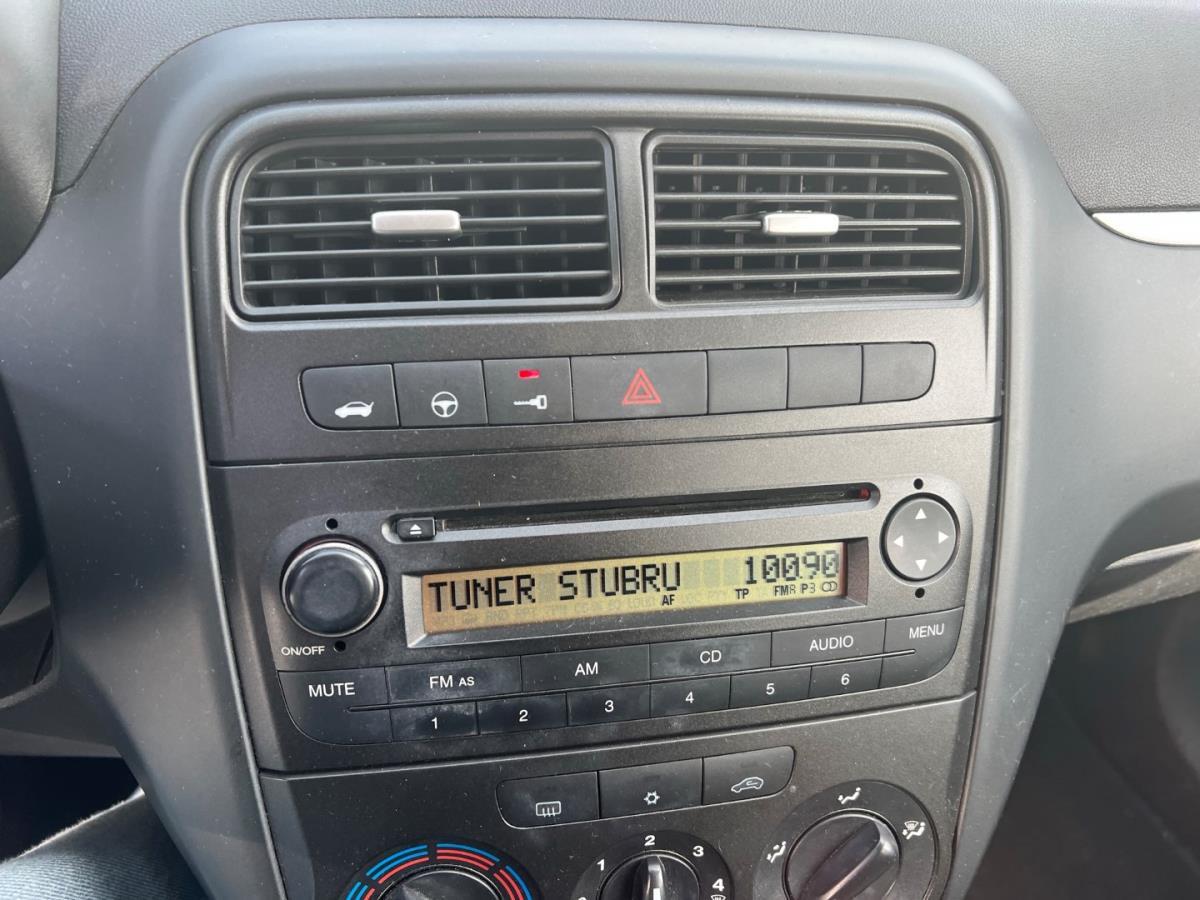 TUNER STUBRU 100.90
AF TP FMA P3
ON/OFF
MUTE FM AS AM CD AUDIO MENU
1 2 3 4 5 6
1 2 3 4